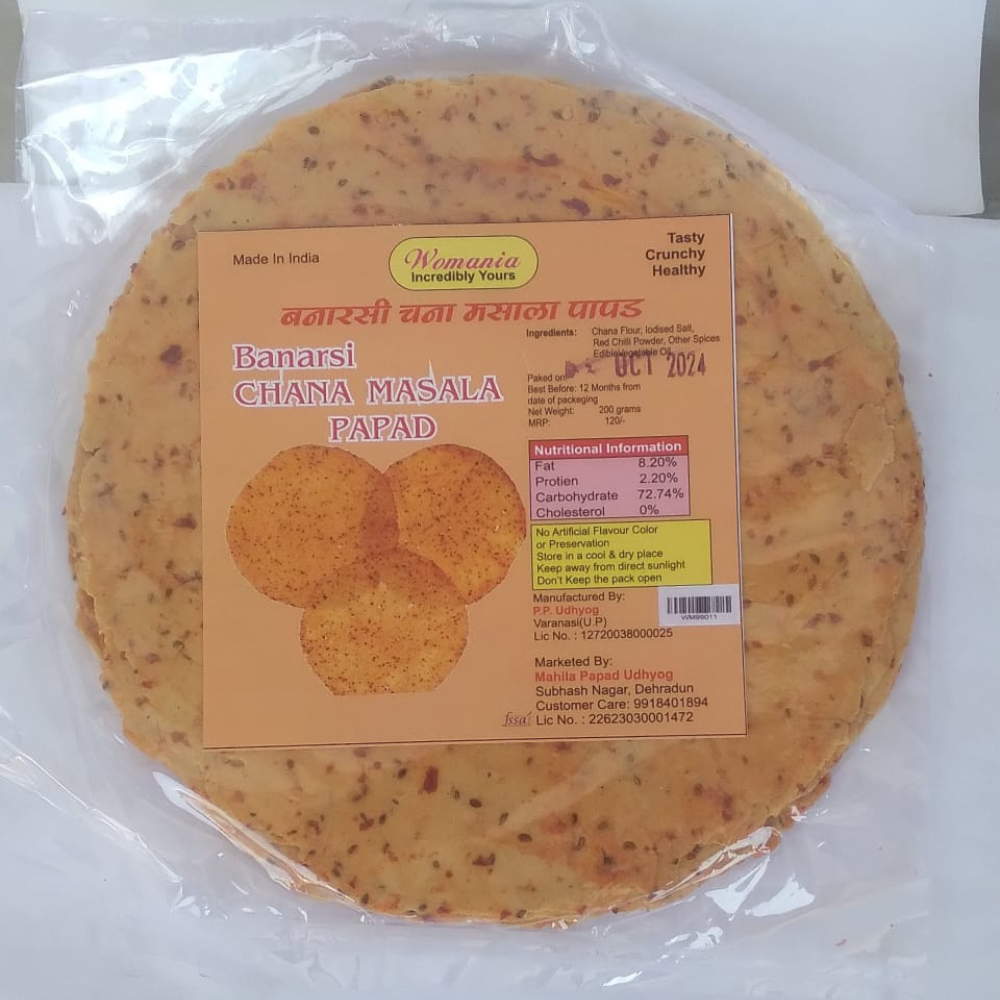 Made In India
Womania
Incredibly Yours
Tasty
Crunchy
Healthy
बनारसी चना मसाला पापड
Banarsi
CHANA MASALA
PAPAD
Ingredients: Chana Flour, Iodised Salt,
Red Chilli Powder, Other Spices
Edible Vegetable Oil
Paked on OCT 2024
Best Before: 12 Months from
date of packeging
Net Weight: 200 grams
MRP: 120/-
Nutritional Information
Fat 8.20%
Protien 2.20%
Carbohydrate 72.74%
Cholesterol 0%
No Artificial Flavour Color
or Preservation
Store in a cool & dry place
Keep away from direct sunlight
Don't Keep the pack open
Manufactured By:
P.P. Udhyog
Varanasi(U.P)
Lic No. : 12720038000025
WM99011
Marketed By:
Mahila Papad Udhyog
Subhash Nagar, Dehradun
Customer Care: 9918401894
fssai Lic No. : 22623030001472